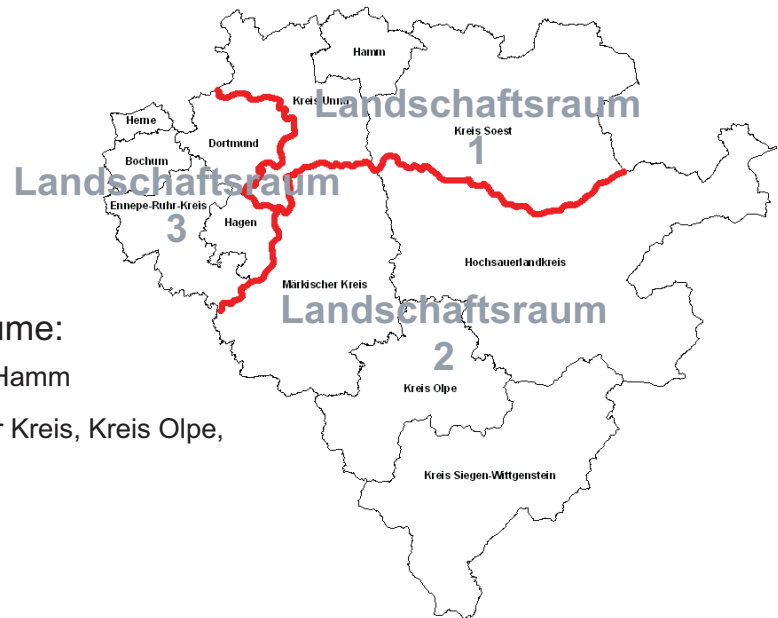 Hamm
Kreis Unna
Landschaftsraum
1
Kreis Soest
Herne
Dortmund
Bochum
Landschaftsraum
3
Ennepe-Ruhr-Kreis
Hagen
Hochsauerlandkreis
Märkischer Kreis
Landschaftsraum
2
Kreis Olpe
Kreis Siegen-Wittgenstein
ume:
Hamm
r Kreis, Kreis Olpe,